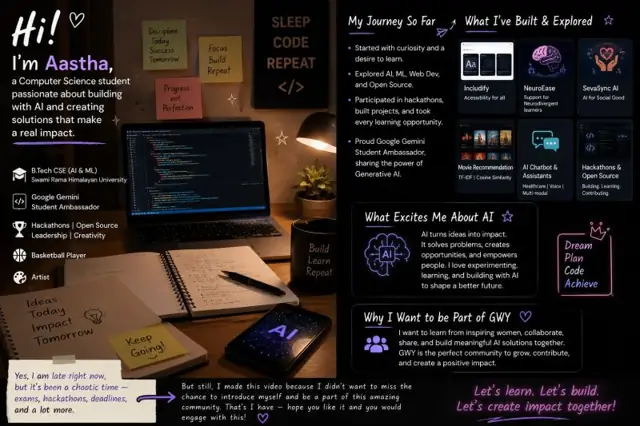 Hi!
I'm Aastha,
a Computer Science student
passionate about building
with AI and creating
solutions that make
a real impact.
B.Tech CSE (AI & ML)
Swami Rama Himalayan University
Google Gemini
Student Ambassador
Hackathons | Open Source
Leadership | Creativity
Basketball Player
Artist
Discipline
Today
Success
Tomorrow
Focus
Build
Repeat
Progress
not
Perfection
SLEEP
CODE
REPEAT
</>
Build
Learn
Repeat
Ideas
Today
Impact
Tomorrow
Keep
Going!
AI
My Journey So Far
• Started with curiosity and a
desire to learn.
• Explored AI, ML, Web Dev,
and Open Source.
• Participated in hackathons,
built projects, and took
every learning opportunity.
• Proud Google Gemini
Student Ambassador,
sharing the power of
Generative AI.
What I've Built & Explored
Aa
Includify
Accessibility for all
NeuroEase
Support for
Neurodivergent
learners
SevaSync AI
AI for Social Good
Movie Recommendation
TF-IDF | Cosine Similarity
AI Chatbot &
Assistants
Healthcare | Voice |
Multi-modal
Hackathons &
Open Source
Building. Learning.
Contributing.
What Excites Me About AI
AI
AI turns ideas into impact.
It solves problems, creates
opportunities, and empowers
people. I love experimenting,
learning, and building with AI
to shape a better future.
Dream
Plan
Code
Achieve
Why I Want to be Part of GWY
I want to learn from inspiring women, collaborate,
share, and build meaningful AI solutions together.
GWY is the perfect community to grow, contribute,
and create a positive impact.
Yes, I am late right now,
but it's been a chaotic time —
exams, hackathons, deadlines,
and a lot more.
But still, I made this video because I didn't want to miss the
chance to introduce myself and be a part of this amazing
community. That's I have – hope you like it and you would
engage with this!
Let's learn. Let's build.
Let's create impact together!